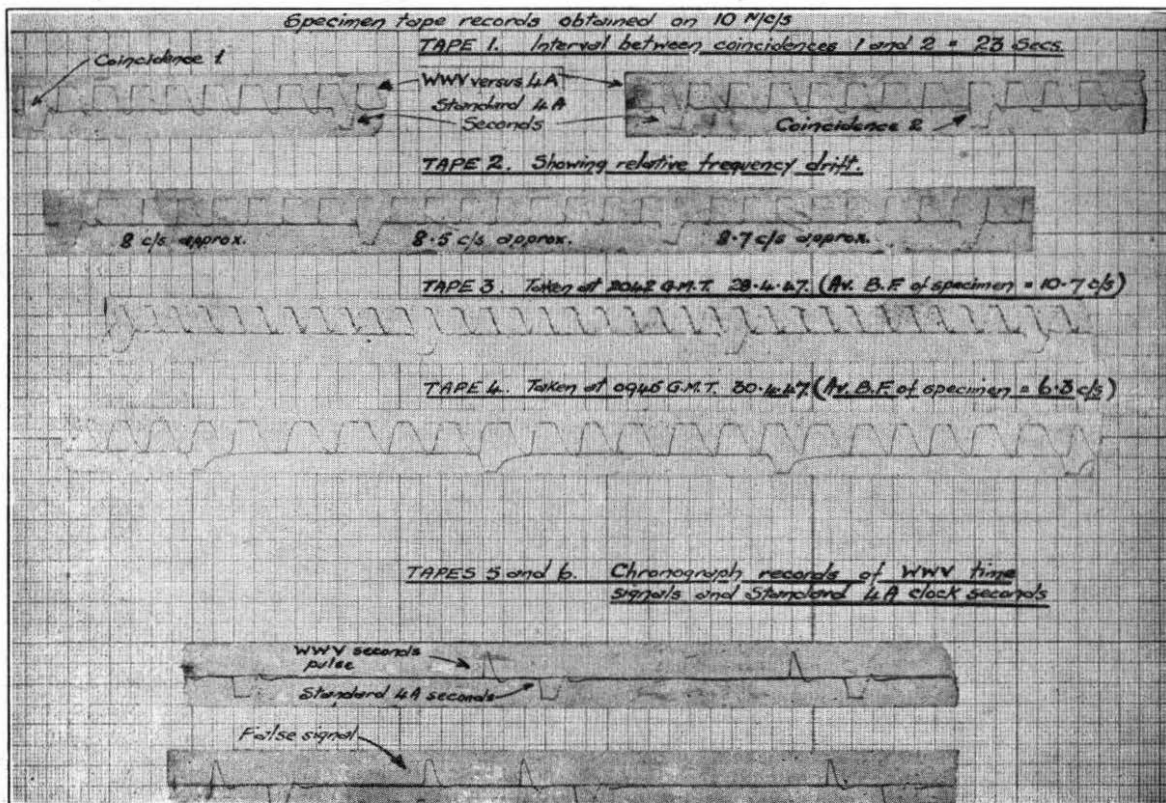 Specimen tape records obtained on 10 M/c/s
TAPE 1. Interval between coincidences 1 and 2 = 23 Secs.
Coincidence 1
WWV versus 4A
Standard 4A
Seconds
Coincidence 2
TAPE 2. Showing relative frequency drift.
8 c/s approx. 8.5 c/s approx. 8.7 c/s approx.
TAPE 3. Taken at 2042 G.M.T. 28.4.47. (Av. B.F. of specimen = 10.7 c/s)
TAPE 4. Taken at 0945 G.M.T. 30.4.47. (Av. B.F. of specimen = 6.3 c/s)
TAPES 5 and 6. Chronograph records of WWV time
signals and Standard 4A clock seconds
WWV seconds
pulse
Standard 4A seconds
False signal